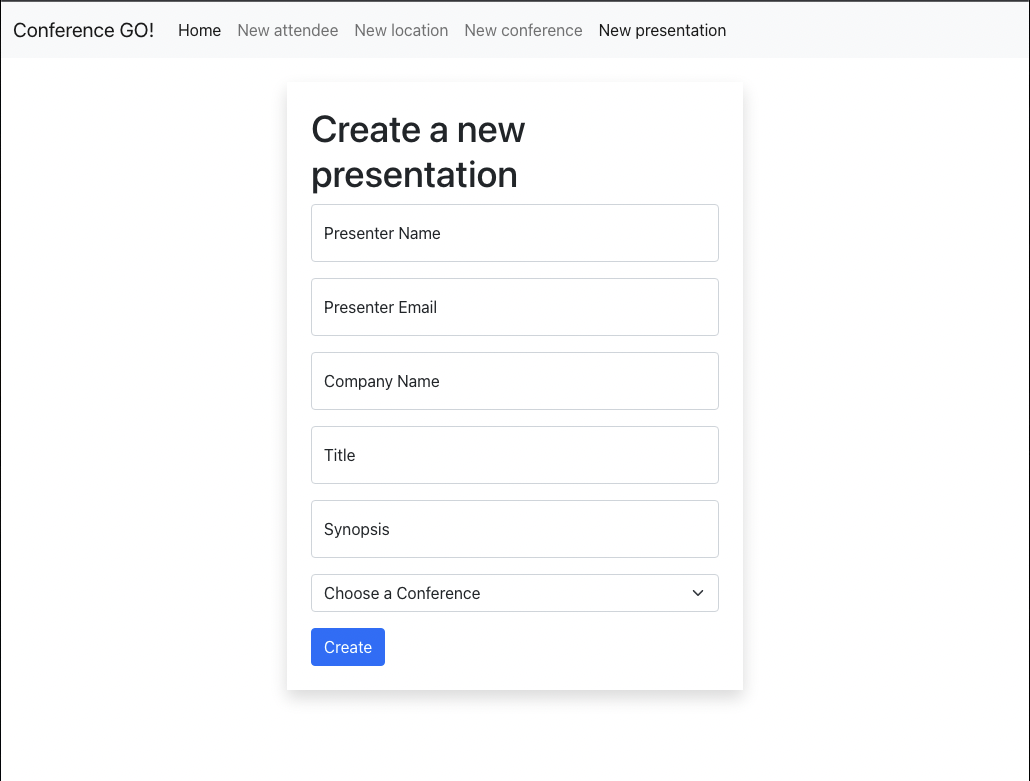 Conference GO! Home New attendee New location New conference New presentation
Create a new
presentation
Presenter Name
Presenter Email
Company Name
Title
Synopsis
Choose a Conference
Create